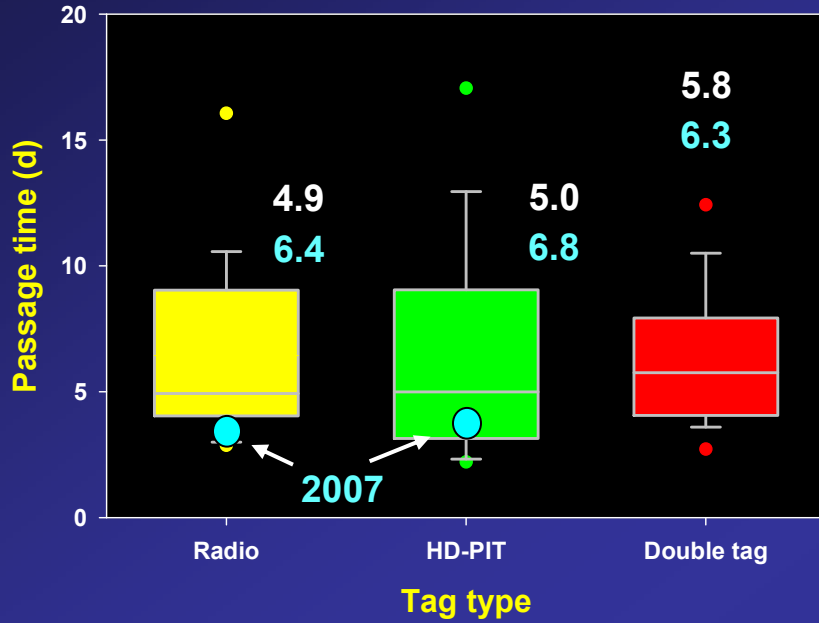 20
15
10
5
0
Passage time (d)
4.9
6.4
5.0
6.8
5.8
6.3
2007
Radio
HD-PIT
Double tag
Tag type